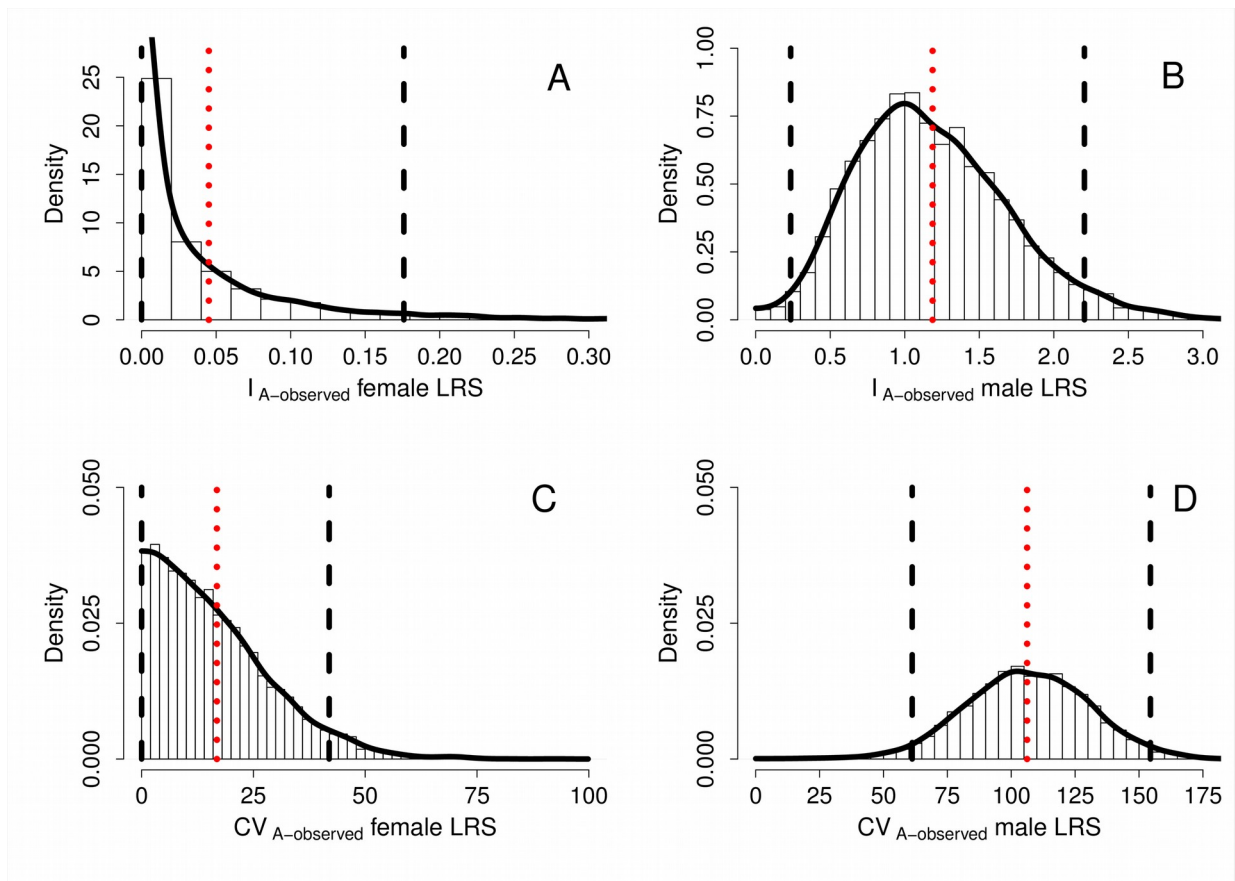 A
Density
0 5 10 15 20 25
0.00 0.05 0.10 0.15 0.20 0.25 0.30
I A−observed female LRS
B
Density
0.00 0.25 0.50 0.75 1.00
0.0 0.5 1.0 1.5 2.0 2.5 3.0
I A−observed male LRS
C
Density
0.000 0.025 0.050
0 25 50 75 100
CV A−observed female LRS
D
Density
0.000 0.025 0.050
0 25 50 75 100 125 150 175
CV A−observed male LRS